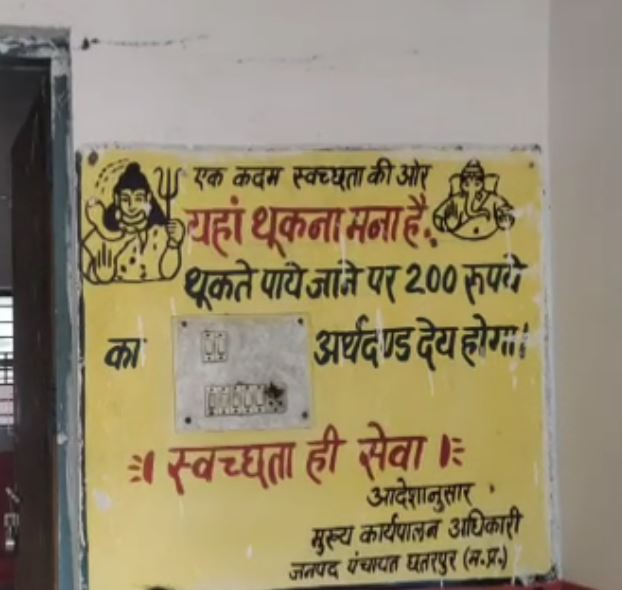 एक कदम स्वच्छता की ओर
यहां थूकना मना है.
थूकते पाये जाने पर 200 रुपये
का अर्थदण्ड देय होगा।
स्वच्छता ही सेवा
आदेशानुसार
मुख्य कार्यपालन अधिकारी
जनपद पंचायत छतरपुर (म.प्र.)